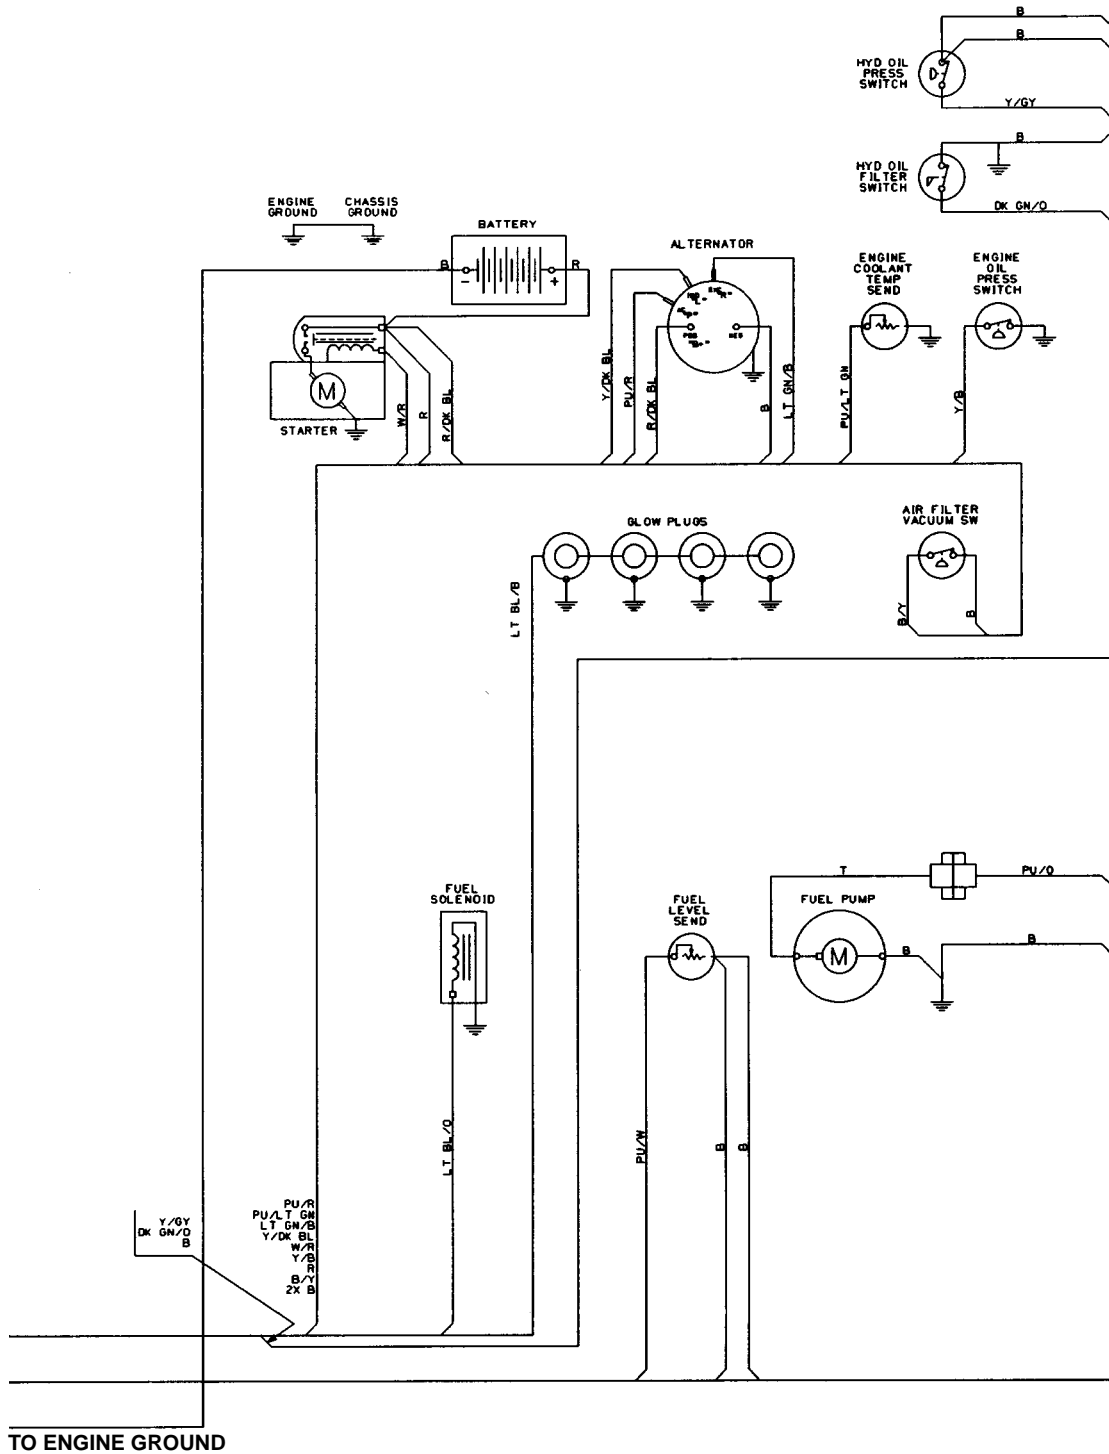 B
B
HYD OIL
PRESS
SWITCH
Y/GY
B
HYD OIL
FILTER
SWITCH
DK GN/O
ENGINE
GROUND
CHASSIS
GROUND
BATTERY
B
-
+
R
ALTERNATOR
ENGINE
COOLANT
TEMP
SEND
ENGINE
OIL
PRESS
SWITCH
"L"
"R"
"P"
POS
"B+"
NEG
M
STARTER
W/R
R
R/DK BL
Y/DK BL
PU/R
R/DK BL
B
LT GN/B
PU/LT GN
Y/B
GLOW PLUGS
AIR FILTER
VACUUM SW
LT BL/B
B/Y
B
T
PU/O
FUEL
SOLENOID
FUEL
LEVEL
SEND
FUEL PUMP
M
B
B
LT BL/O
PU/W
B
B
PU/R
PU/LT GN
LT GN/B
Y/DK BL
W/R
Y/B
R
B/Y
2X B
Y/GY
DK GN/O
B
TO ENGINE GROUND